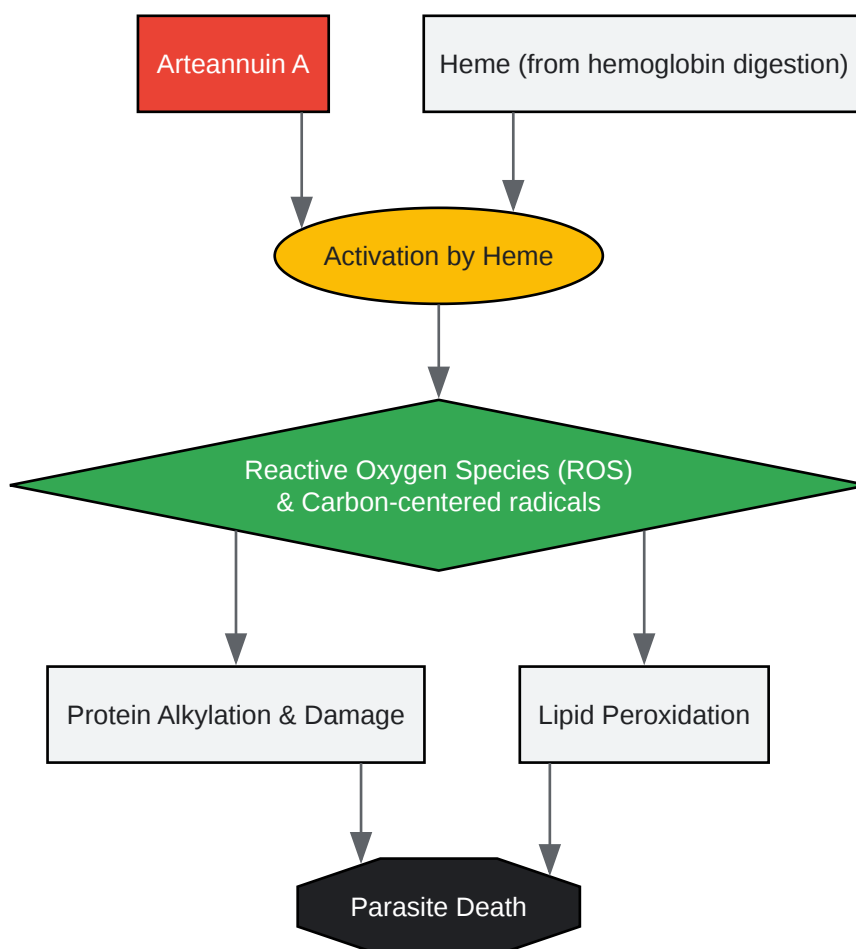 Arteannuin A
Heme (from hemoglobin digestion)
Activation by Heme
Reactive Oxygen Species (ROS)
& Carbon-centered radicals
Protein Alkylation & Damage
Lipid Peroxidation
Parasite Death